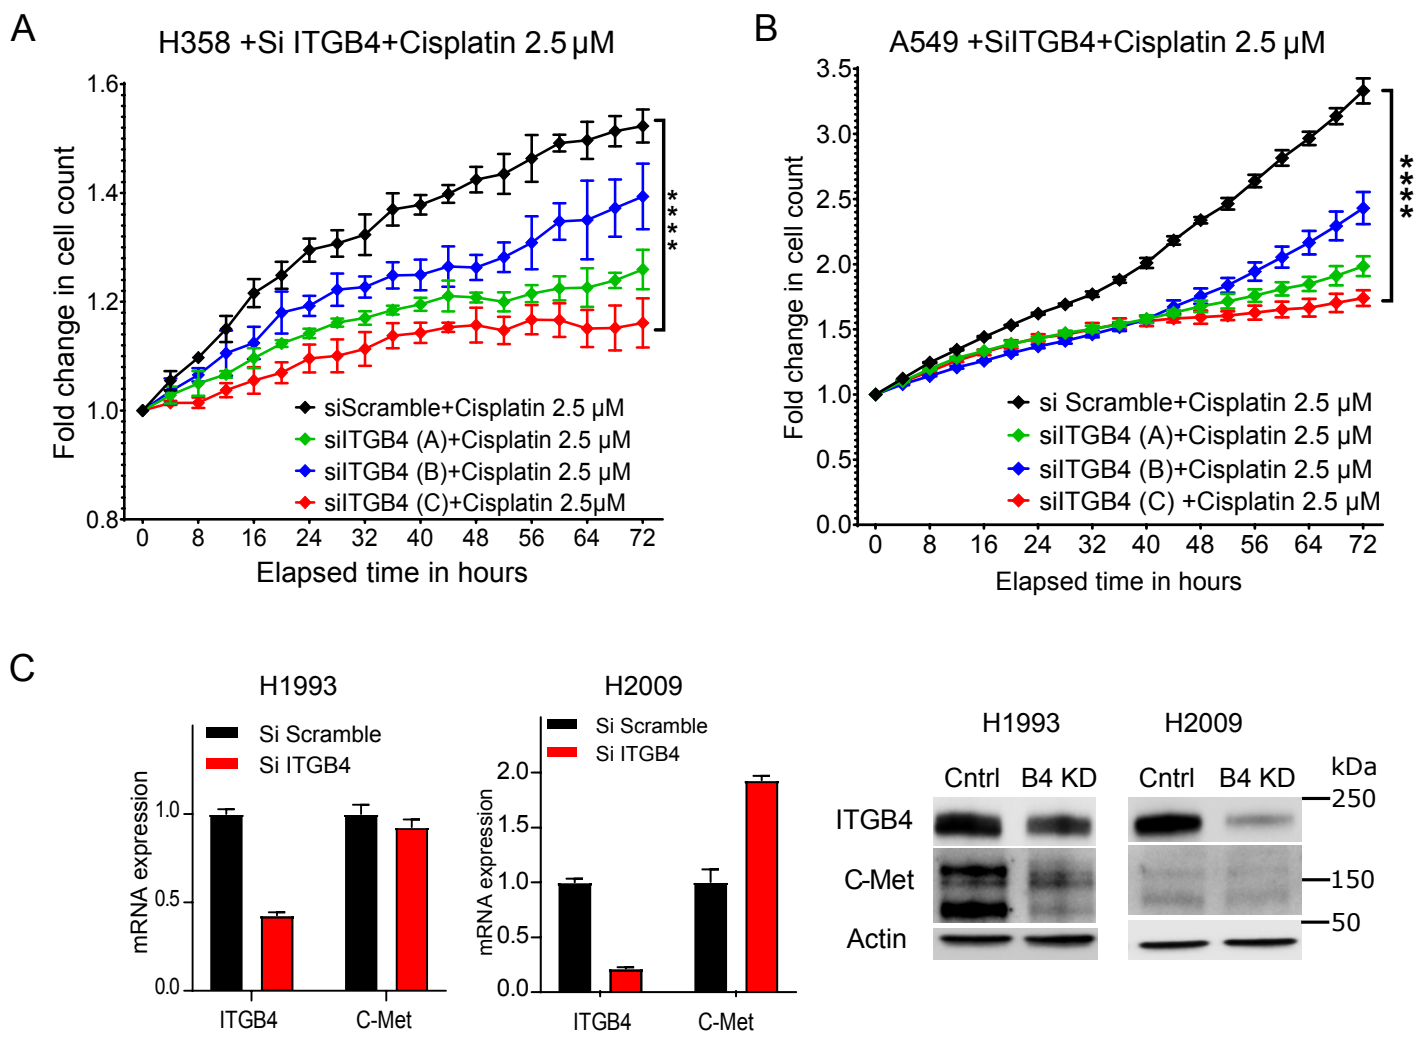 A
H358 +Si ITGB4+Cisplatin 2.5 µM
1.6
1.4
1.2
1.0
0.8
Fold change in cell count
0 8 16 24 32 40 48 56 64 72
Elapsed time in hours
siScramble+Cisplatin 2.5 µM
siITGB4 (A)+Cisplatin 2.5 µM
siITGB4 (B)+Cisplatin 2.5 µM
siITGB4 (C)+Cisplatin 2.5µM
****
B
A549 +SiITGB4+Cisplatin 2.5 µM
3.5
3.0
2.5
2.0
1.5
1.0
0.5
0.0
Fold change in cell count
0 8 16 24 32 40 48 56 64 72
Elapsed time in hours
si Scramble+Cisplatin 2.5 µM
siITGB4 (A)+Cisplatin 2.5 µM
siITGB4 (B)+Cisplatin 2.5 µM
siITGB4 (C) +Cisplatin 2.5 µM
****
C
H1993
Si Scramble
Si ITGB4
1.0
0.5
0.0
mRNA expression
ITGB4 C-Met
H2009
Si Scramble
Si ITGB4
2.0
1.5
1.0
0.5
0.0
mRNA expression
ITGB4 C-Met
H1993 H2009
Cntrl B4 KD Cntrl B4 KD kDa
ITGB4
C-Met
Actin
250
150
50